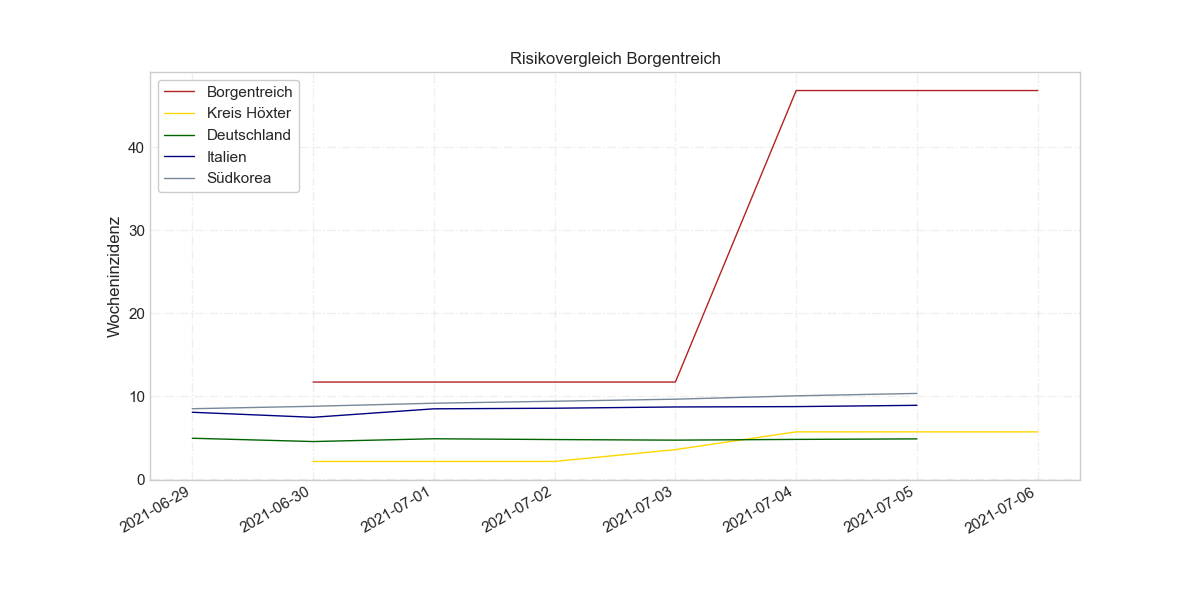 Risikovergleich Borgentreich
Borgentreich
Kreis Höxter
Deutschland
Italien
Südkorea
Wocheninzidenz
40
30
20
10
0
2021-06-29
2021-06-30
2021-07-01
2021-07-02
2021-07-03
2021-07-04
2021-07-05
2021-07-06